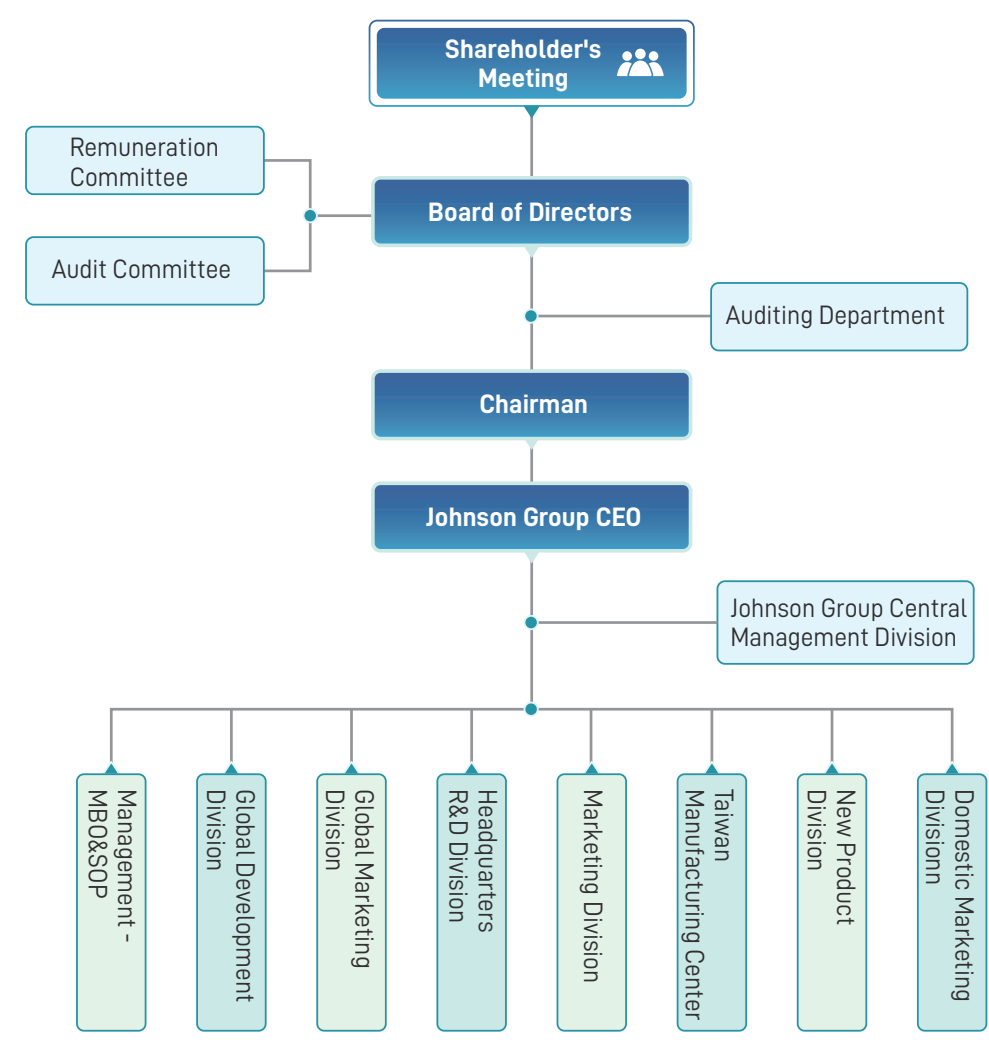 Shareholder's
Meeting
Remuneration
Committee
Board of Directors
Audit Committee
Auditing Department
Chairman
Johnson Group CEO
Johnson Group Central
Management Division
Management -
MBO&SOP
Global Development
Division
Global Marketing
Division
Headquarters
R&D Division
Marketing Division
Taiwan
Manufacturing Center
New Product
Division
Domestic Marketing
Divisionn